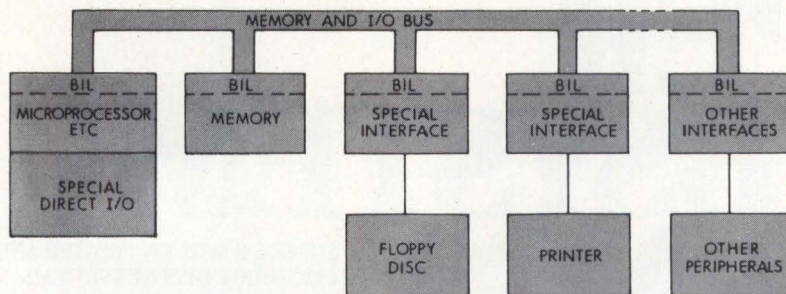 MEMORY AND I/O BUS
BIL
MICROPROCESSOR
ETC
SPECIAL
DIRECT I/O
BIL
MEMORY
BIL
SPECIAL
INTERFACE
FLOPPY
DISC
BIL
SPECIAL
INTERFACE
PRINTER
BIL
OTHER
INTERFACES
OTHER
PERIPHERALS